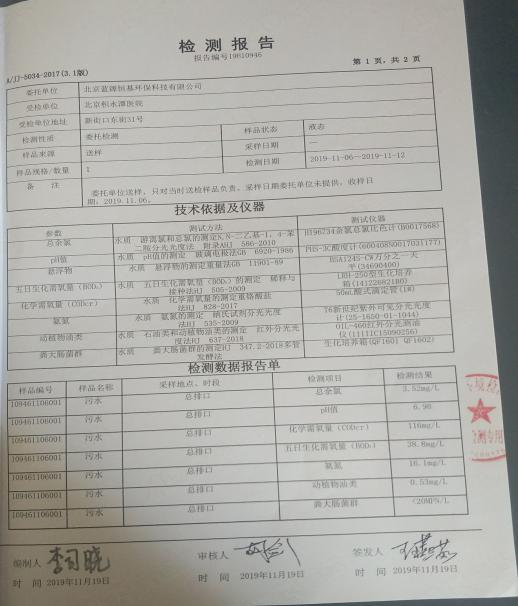 检测报告
报告编号19610946
A/JJ-5034-2017(3.1版)
第 1 页，共 2 页
委托单位 北京蓝源恒基环保科技有限公司
受检单位 北京积水潭医院
受检单位地址 新街口东街31号
检测性质 委托检测 样品状态 液态
样品来源 送样 采样日期 —
样品规格/数量 1 检测日期 2019-11-06~2019-11-12
备 注 委托单位送样，只对当时送检样品负责。采样日期委托单位未提供，收样日
期：2019.11.06。
技术依据及仪器
参数 测试方法 测试仪器
总余氯 水质 游离氯和总氯的测定N,N-二乙基-1，4-苯
二胺分光光度法 附录AHJ 586-2010 HI96734余氯总氯比色计(B0017568)
pH值 水质 pH值的测定 玻璃电极法GB 6920-1986 PHS-3C酸度计(000408N0017031177)
悬浮物 水质 悬浮物的测定重量法GB 11901-89 BSA124S-CW万分之一天
平(34690400)
五日生化需氧量（BOD₅） 水质 五日生化需氧量（BOD₅）的测定 稀释与
接种法HJ 505-2009 LRH-250型生化培养
箱(141226821B0)
化学需氧量（CODcr） 水质 化学需氧量的测定重铬酸盐
法HJ 828-2017 50mL酸式滴定管(1#)
氨氮 水质 氨氮的测定 纳氏试剂分光光度
法HJ 535-2009 T6新世纪紫外可见分光光度
计(25-1650-01-1044)
动植物油类 水质 石油类和动植物油类的测定 红外分光光
度法HJ 637-2018 OIL-460红外分光测油
仪(1111IC15090256)
粪大肠菌群 水质 粪大肠菌群的测定HJ 347.2-2018多管
发酵法 生化培养箱(QF1601 QF1602)
检测数据报告单
样品编号 样品名称 采样地点、时段 检测项目 检测结果
109461106001 污水 总排口 总余氯 3.52mg/L
109461106001 污水 总排口 pH值 6.98
109461106001 污水 总排口 化学需氧量（CODcr） 116mg/L
109461106001 污水 总排口 五日生化需氧量（BOD₅） 38.8mg/L
109461106001 污水 总排口 氨氮 16.1mg/L
109461106001 污水 总排口 动植物油类 0.53mg/L
109461106001 污水 总排口 粪大肠菌群 <20MPN/L
编制人 审核人 签发人
时 间 2019年11月19日 时 间 2019年11月19日 时 间 2019年11月19日